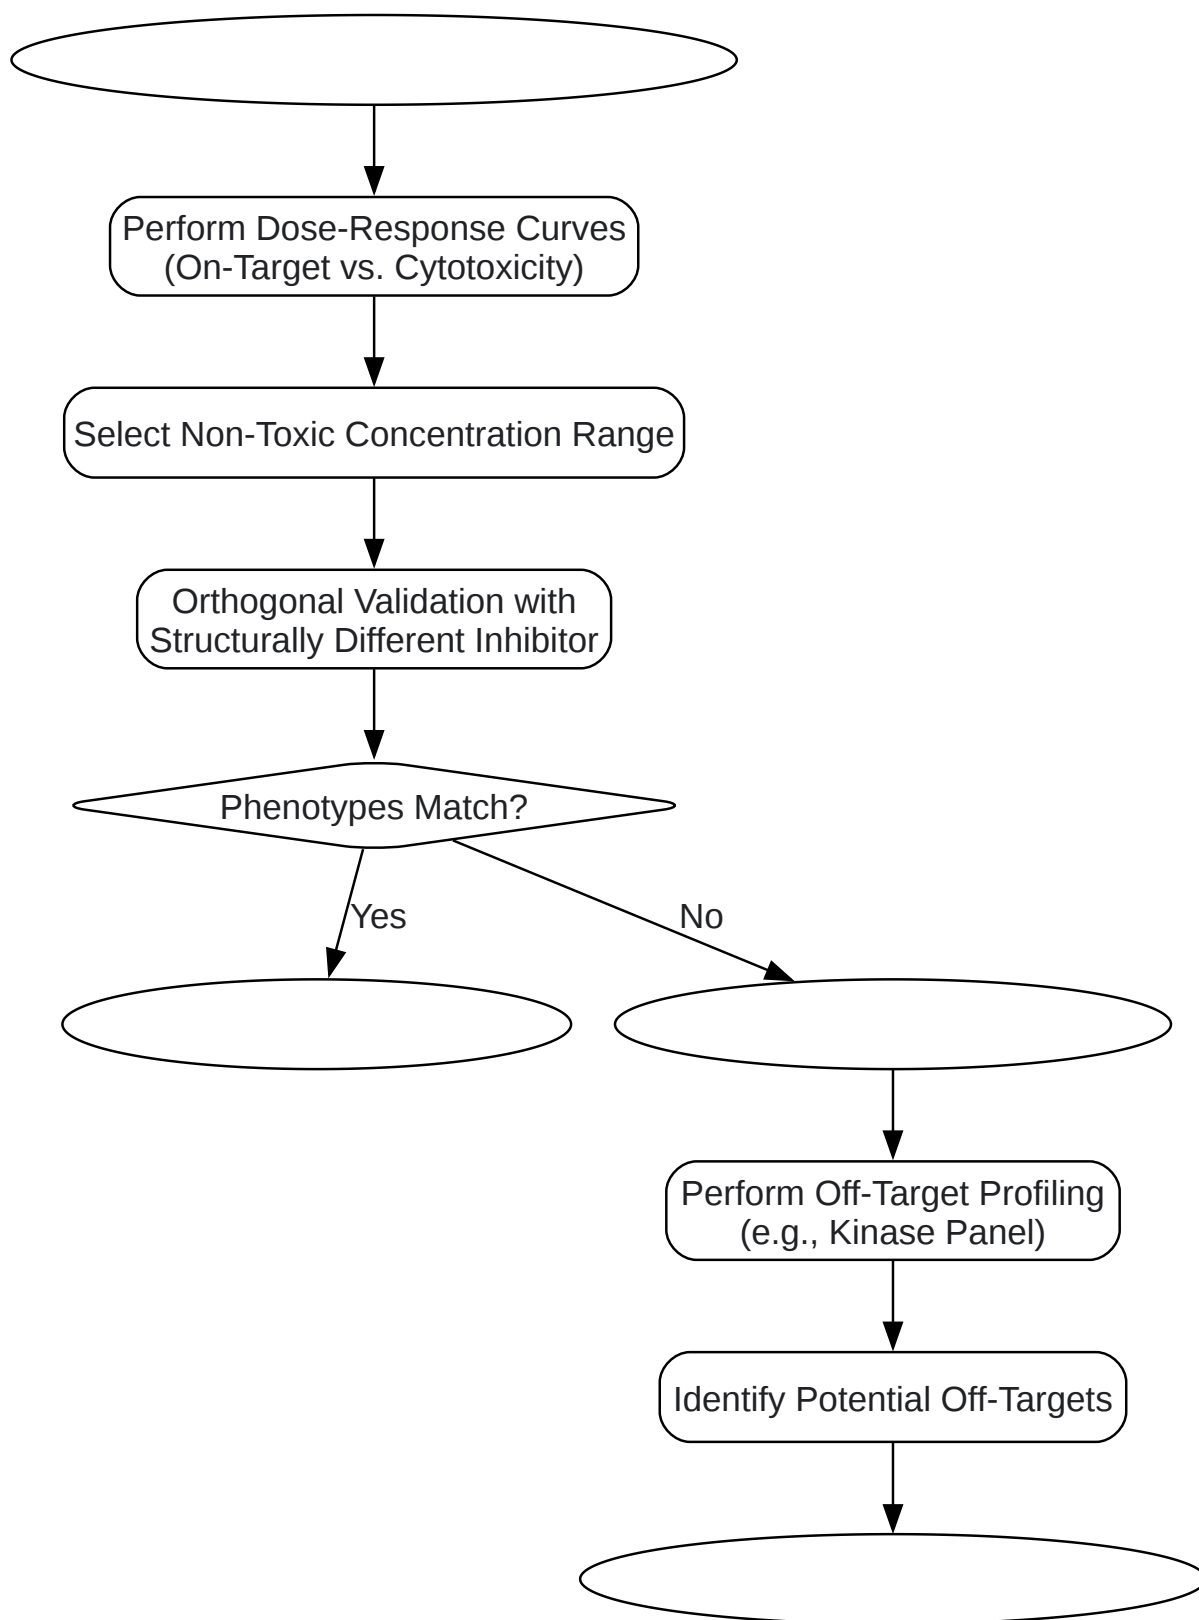 Perform Dose-Response Curves
(On-Target vs. Cytotoxicity)
Select Non-Toxic Concentration Range
Orthogonal Validation with
Structurally Different Inhibitor
Phenotypes Match?
Yes
No
Perform Off-Target Profiling
(e.g., Kinase Panel)
Identify Potential Off-Targets